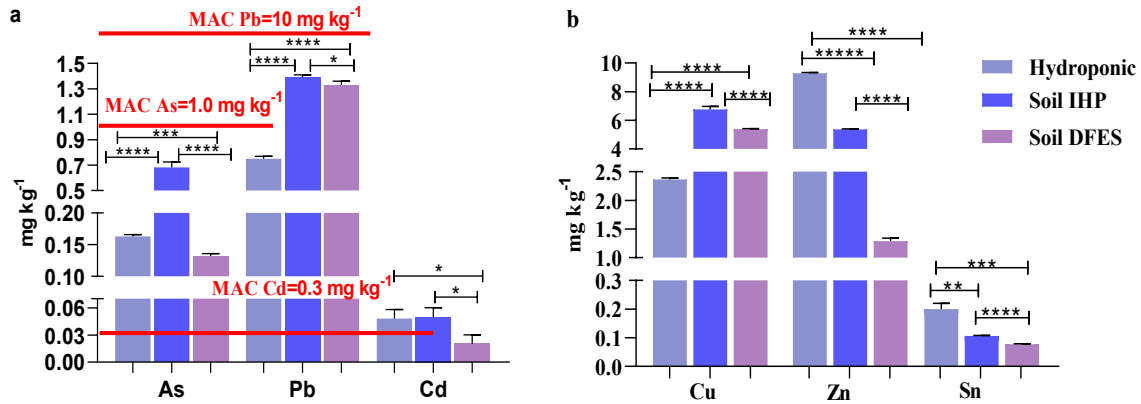 a
MAC Pb=10 mg kg-1
****
****
*
1.5
1.3
1.1
0.9
0.7
0.5
MAC As=1.0 mg kg-1
***
****
****
0.20
0.15
0.10
mg kg-1
MAC Cd=0.3 mg kg-1
*
*
0.06
0.03
0.00
As
Pb
Cd
b
****
*****
****
****
****
****
10
8
6
4
2.5
2.0
1.5
1.0
mg kg-1
***
**
****
0.3
0.2
0.1
0.0
Cu
Zn
Sn
Hydroponic
Soil IHP
Soil DFES